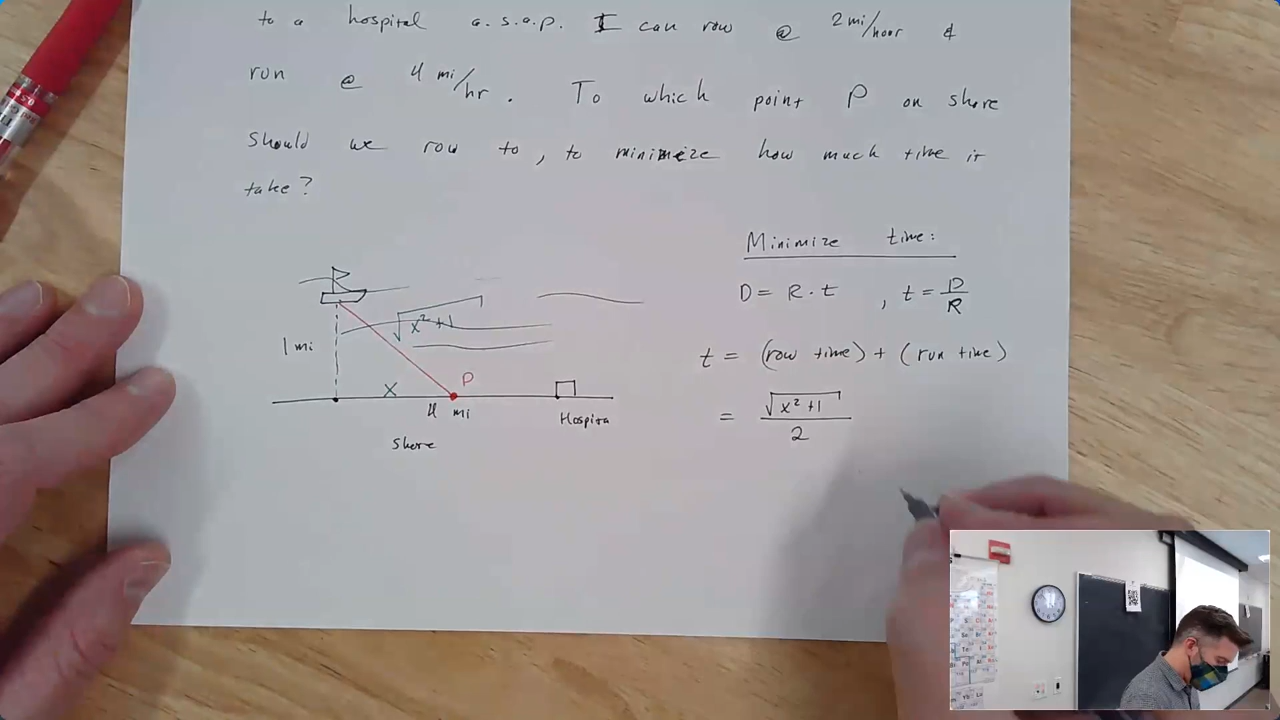 to a hospital a.s.a.p. I can row @ 2 mi/hour &
run @ 4 mi/hr. To which point P on shore
should we row to, to minimize how much time it
take?
Minimize time:
D = R · t , t = D/R
1 mi
√x²+1
t = (row time) + (run time)
X
P
4 mi
Hospita
Shore
= √x²+1 / 2